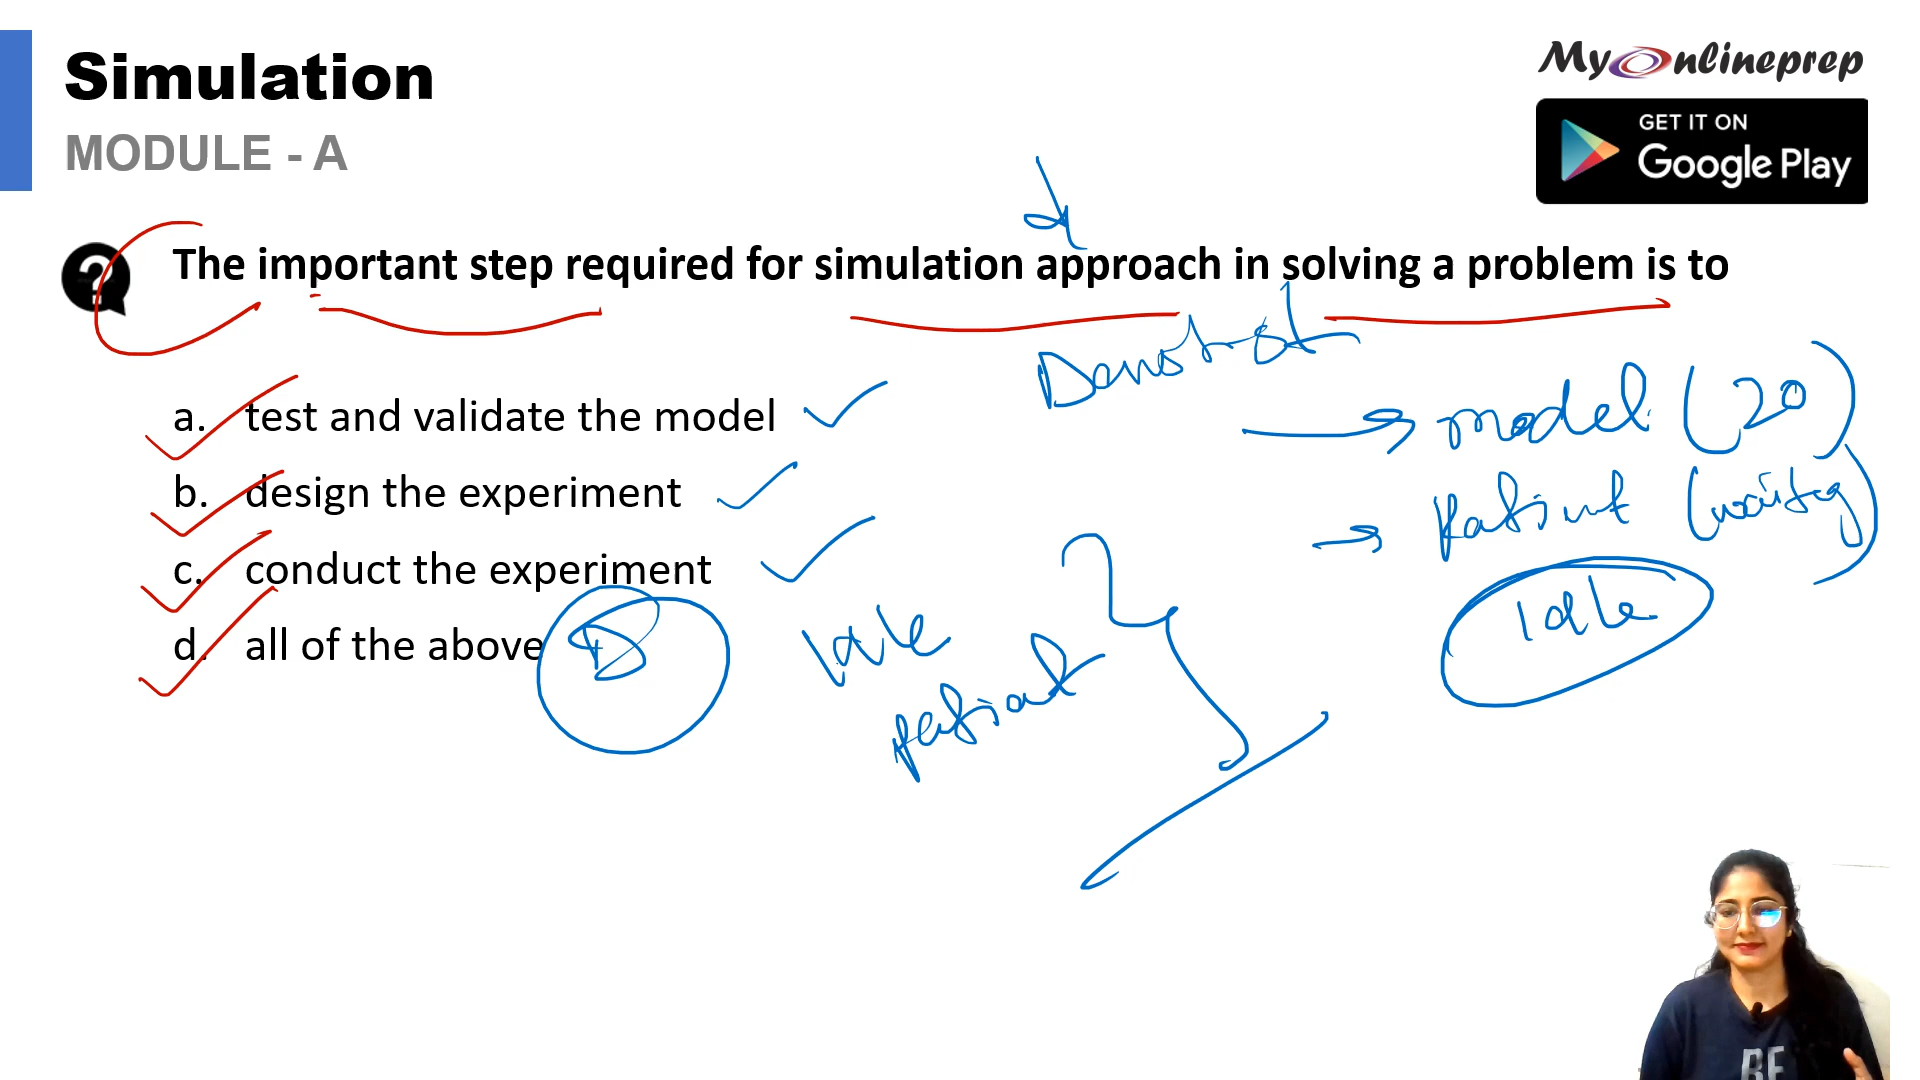 Simulation
MODULE - A
My Onlineprep
GET IT ON
Google Play
The important step required for simulation approach in solving a problem is to
a. test and validate the model
b. design the experiment
c. conduct the experiment
d. all of the above
D
model (20)
Patient (waiting)
Idle
patient
BE